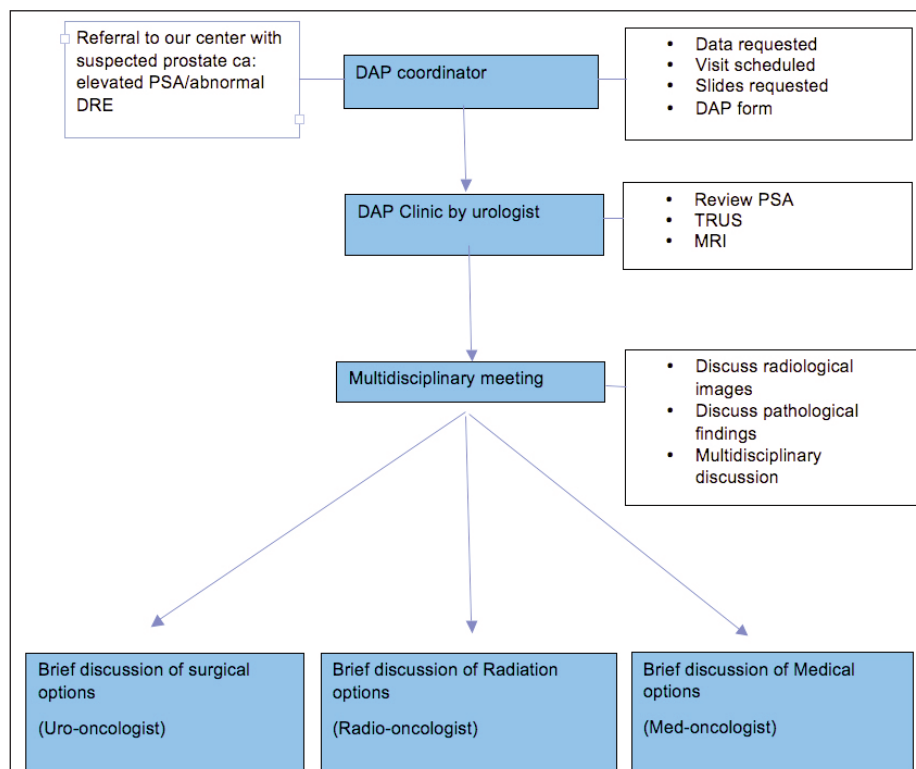 Referral to our center with
suspected prostate ca:
elevated PSA/abnormal
DRE
DAP coordinator
• Data requested
• Visit scheduled
• Slides requested
• DAP form
DAP Clinic by urologist
• Review PSA
• TRUS
• MRI
Multidisciplinary meeting
• Discuss radiological
images
• Discuss pathological
findings
• Multidisciplinary
discussion
Brief discussion of surgical
options
(Uro-oncologist)
Brief discussion of Radiation
options
(Radio-oncologist)
Brief discussion of Medical
options
(Med-oncologist)